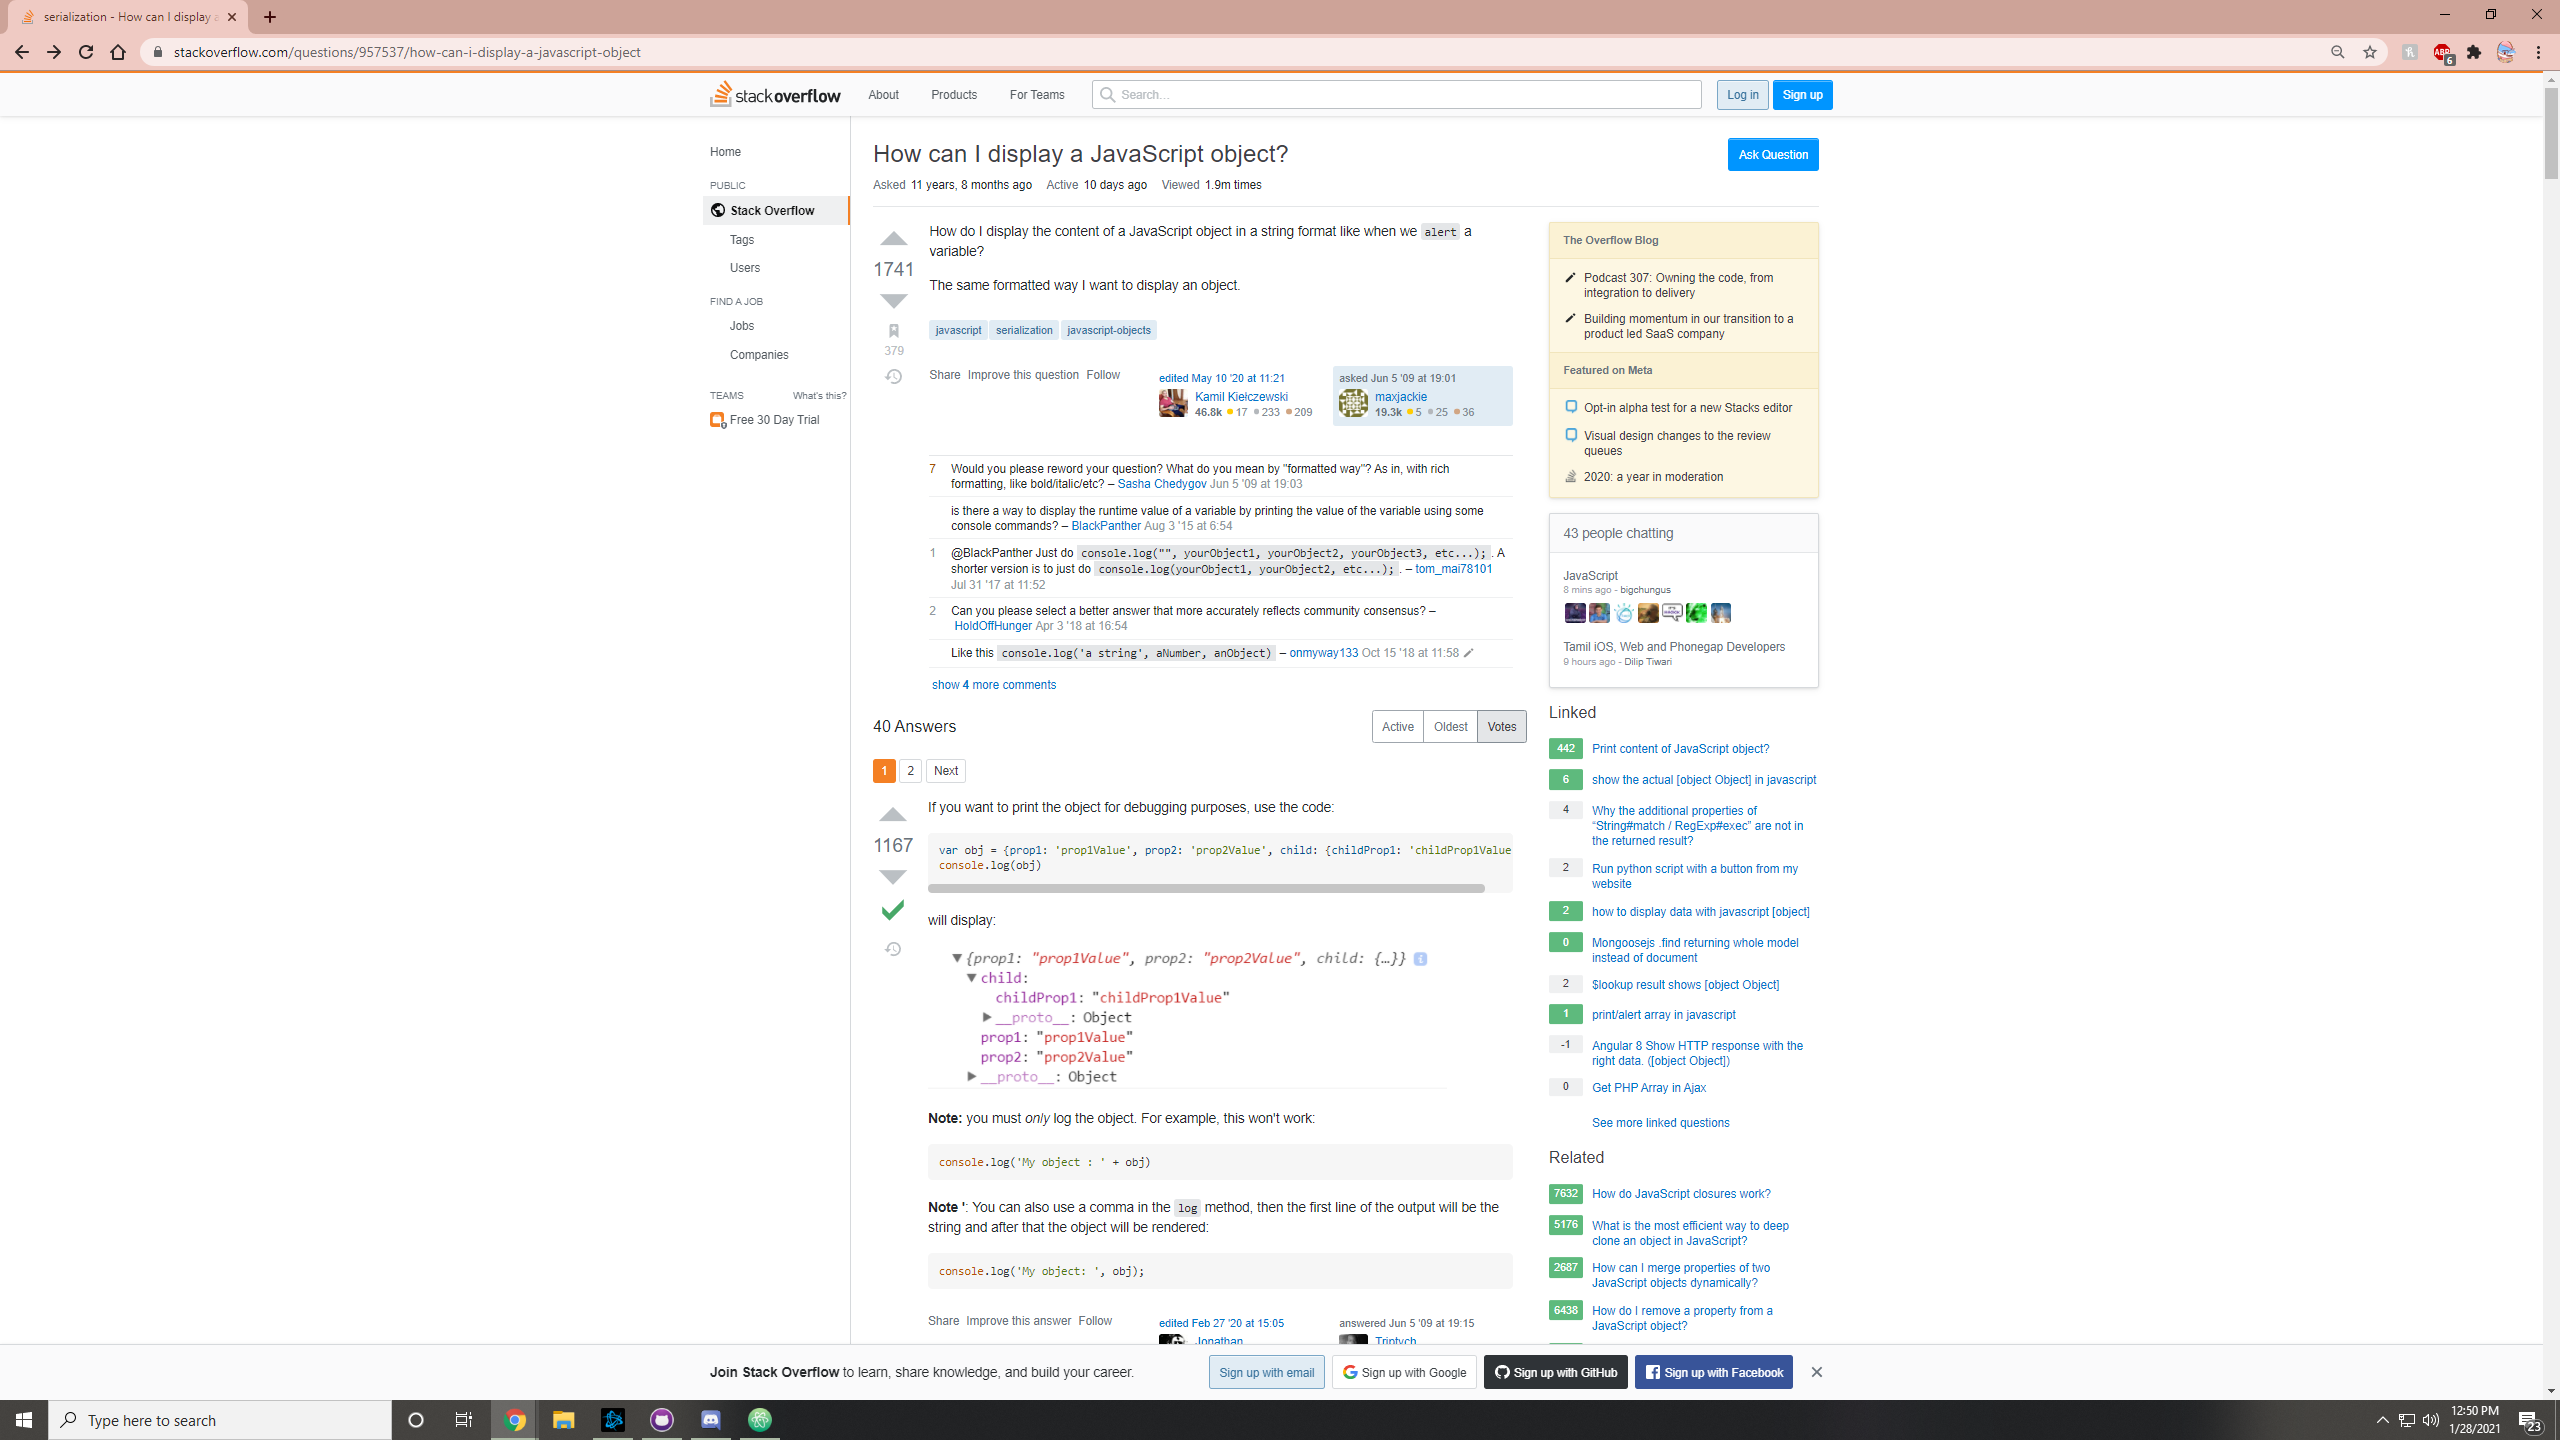 serialization - How can I display a
stackoverflow.com/questions/957537/how-can-i-display-a-javascript-object
ABP
6
stackoverflow
About
Products
For Teams
Search...
Log in
Sign up
Home
PUBLIC
Stack Overflow
Tags
Users
FIND A JOB
Jobs
Companies
TEAMS
What's this?
Free 30 Day Trial
How can I display a JavaScript object?
Ask Question
Asked 11 years, 8 months ago Active 10 days ago Viewed 1.9m times
1741
379
How do I display the content of a JavaScript object in a string format like when we alert a
variable?
The same formatted way I want to display an object.
javascript serialization javascript-objects
Share Improve this question Follow
edited May 10 '20 at 11:21
Kamil Kiełczewski
46.8k 17 233 209
asked Jun 5 '09 at 19:01
maxjackie
19.3k 5 25 36
7 Would you please reword your question? What do you mean by "formatted way"? As in, with rich
formatting, like bold/italic/etc? – Sasha Chedygov Jun 5 '09 at 19:03
is there a way to display the runtime value of a variable by printing the value of the variable using some
console commands? – BlackPanther Aug 3 '15 at 6:54
1 @BlackPanther Just do console.log("", yourObject1, yourObject2, yourObject3, etc...);. A
shorter version is to just do console.log(yourObject1, yourObject2, etc...);. – tom_mai78101
Jul 31 '17 at 11:52
2 Can you please select a better answer that more accurately reflects community consensus? –
HoldOffHunger Apr 3 '18 at 16:54
Like this console.log('a string', aNumber, anObject) – onmyway133 Oct 15 '18 at 11:58
show 4 more comments
40 Answers
Active Oldest Votes
1 2 Next
1167
If you want to print the object for debugging purposes, use the code:
var obj = {prop1: 'prop1Value', prop2: 'prop2Value', child: {childProp1: 'childProp1Value
console.log(obj)
will display:
{prop1: "prop1Value", prop2: "prop2Value", child: {…}} i
child:
childProp1: "childProp1Value"
__proto__: Object
prop1: "prop1Value"
prop2: "prop2Value"
__proto__: Object
Note: you must only log the object. For example, this won't work:
console.log('My object : ' + obj)
Note ': You can also use a comma in the log method, then the first line of the output will be the
string and after that the object will be rendered:
console.log('My object: ', obj);
Share Improve this answer Follow
edited Feb 27 '20 at 15:05
Jonathan
answered Jun 5 '09 at 19:15
Triptych
The Overflow Blog
Podcast 307: Owning the code, from
integration to delivery
Building momentum in our transition to a
product led SaaS company
Featured on Meta
Opt-in alpha test for a new Stacks editor
Visual design changes to the review
queues
2020: a year in moderation
43 people chatting
JavaScript
8 mins ago - bigchungus
Tamil iOS, Web and Phonegap Developers
9 hours ago - Dilip Tiwari
Linked
442 Print content of JavaScript object?
6 show the actual [object Object] in javascript
4 Why the additional properties of
“String#match / RegExp#exec” are not in
the returned result?
2 Run python script with a button from my
website
2 how to display data with javascript [object]
0 Mongoosejs .find returning whole model
instead of document
2 $lookup result shows [object Object]
1 print/alert array in javascript
-1 Angular 8 Show HTTP response with the
right data. ([object Object])
0 Get PHP Array in Ajax
See more linked questions
Related
7632 How do JavaScript closures work?
5176 What is the most efficient way to deep
clone an object in JavaScript?
2687 How can I merge properties of two
JavaScript objects dynamically?
6438 How do I remove a property from a
JavaScript object?
Join Stack Overflow to learn, share knowledge, and build your career.
Sign up with email
Sign up with Google
Sign up with GitHub
Sign up with Facebook
Type here to search
12:50 PM
1/28/2021
23